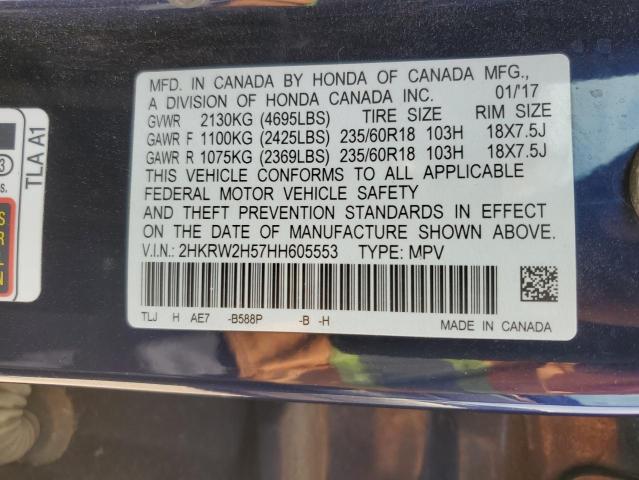 MFD. IN CANADA BY HONDA OF CANADA MFG.,
A DIVISION OF HONDA CANADA INC. 01/'17
GVWR 2130KG (4695LBS) TIRE SIZE RIM SIZE
GAWR F 1100KG (2425LBS) 235/60R18 103H 18X7.5J
GAWR R 1075KG (2369LBS) 235/60R18 103H 18X7.5J
THIS VEHICLE CONFORMS TO ALL APPLICABLE
FEDERAL MOTOR VEHICLE SAFETY
AND THEFT PREVENTION STANDARDS IN EFFECT
ON THE DATE OF MANUFACTURE SHOWN ABOVE.
V.I.N.: 2HKRW2H57HH605553 TYPE: MPV
TLJ H AE7 -B588P -B -H
MADE IN CANADA
TLA A1
3
s.